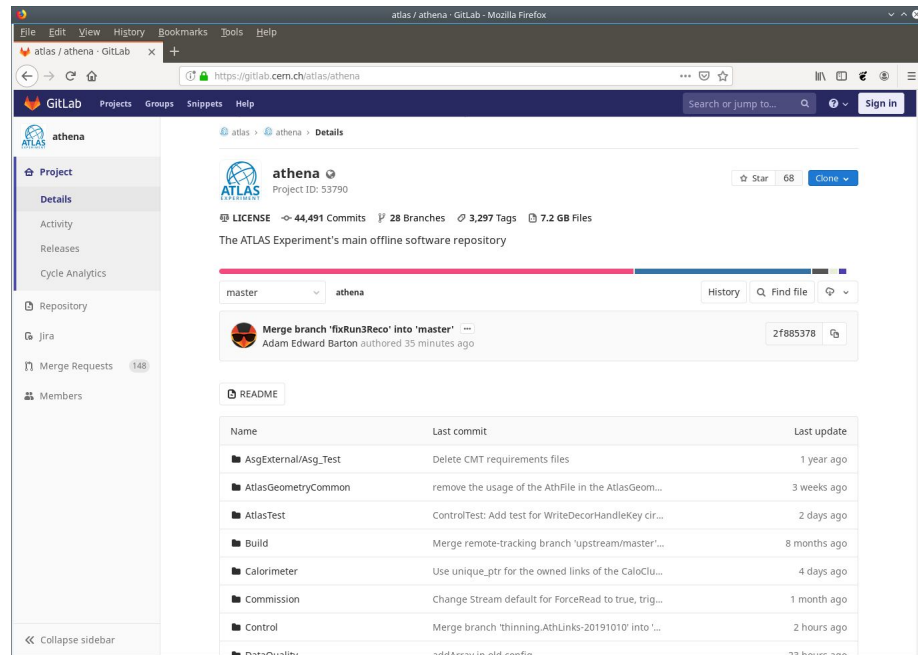 atlas / athena · GitLab - Mozilla Firefox
File Edit View History Bookmarks Tools Help
atlas / athena · GitLab
https://gitlab.cern.ch/atlas/athena
GitLab Projects Groups Snippets Help Search or jump to... Sign in
athena
atlas > athena > Details
Project
Details
Activity
Releases
Cycle Analytics
Repository
Jira
Merge Requests 148
Members
Collapse sidebar
ATLAS
EXPERIMENT
athena
Project ID: 53790
Star 68 Clone
LICENSE 44,491 Commits 28 Branches 3,297 Tags 7.2 GB Files
The ATLAS Experiment's main offline software repository
master athena History Find file
Merge branch 'fixRun3Reco' into 'master'
Adam Edward Barton authored 35 minutes ago
2f885378
README
Name Last commit Last update
AsgExternal/Asg_Test Delete CMT requirements files 1 year ago
AtlasGeometryCommon remove the usage of the AthFile in the AtlasGeom... 3 weeks ago
AtlasTest ControlTest: Add test for WriteDecorHandleKey cir... 2 days ago
Build Merge remote-tracking branch 'upstream/master'... 8 months ago
Calorimeter Use unique_ptr for the owned links of the CaloClu... 4 days ago
Commission Change Stream default for ForceRead to true, trig... 1 month ago
Control Merge branch 'thinning.AthLinks-20191010' into '... 2 hours ago
DataQuality addArray in old config 23 hours ago